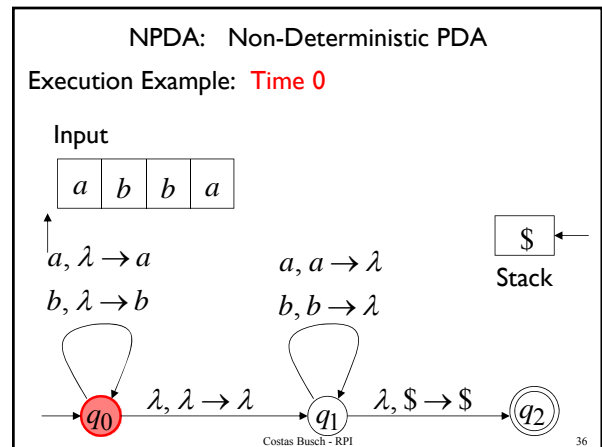 NPDA: Non-Deterministic PDA
Execution Example: Time 0
Input
a b b a
$
Stack
a, λ → a
b, λ → b
a, a → λ
b, b → λ
q0 λ, λ → λ q1 λ, $ → $ q2
Costas Busch - RPI 36